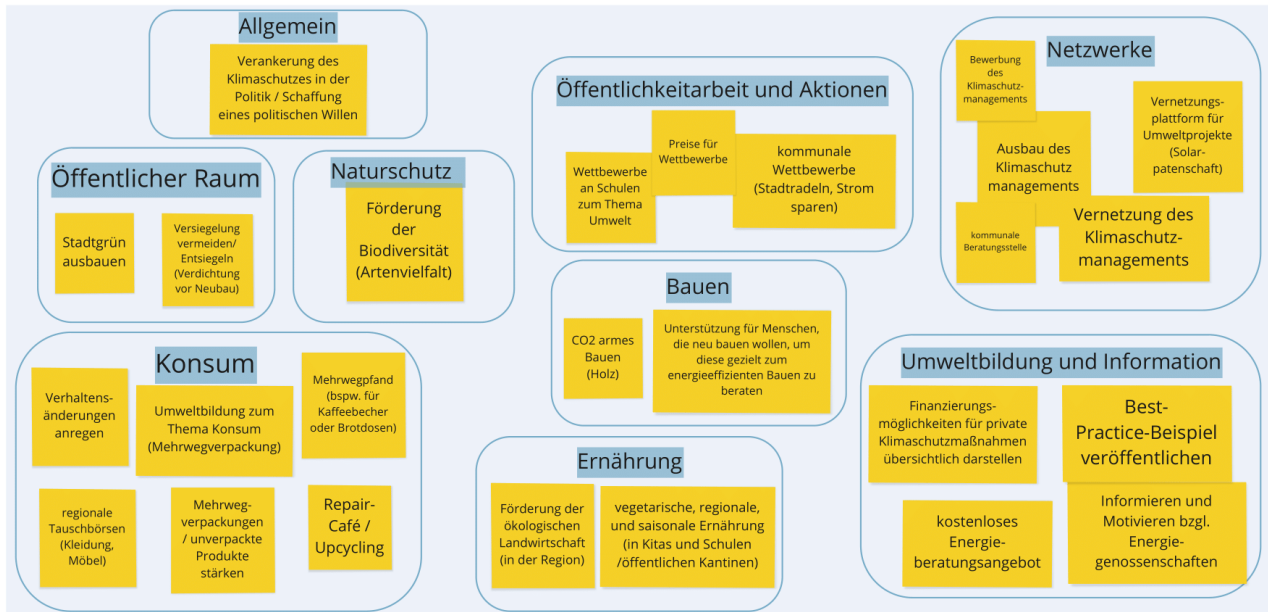 Allgemein
Verankerung des
Klimaschutzes in der
Politik / Schaffung
eines politischen Willen
Öffentlicher Raum
Stadtgrün
ausbauen
Versiegelung
vermeiden/
Entsiegeln
(Verdichtung
vor Neubau)
Naturschutz
Förderung
der
Biodiversität
(Artenvielfalt)
Öffentlichkeitarbeit und Aktionen
Wettbewerbe
an Schulen
zum Thema
Umwelt
Preise für
Wettbewerbe
kommunale
Wettbewerbe
(Stadtradeln, Strom
sparen)
Netzwerke
Bewerbung
des
Klimaschutz-
managements
Ausbau des
Klimaschutz
managements
Vernetzungs-
plattform für
Umweltprojekte
(Solar-
patenschaft)
kommunale
Beratungsstelle
Vernetzung des
Klimaschutz-
managements
Bauen
CO2 armes
Bauen
(Holz)
Unterstützung für Menschen,
die neu bauen wollen, um
diese gezielt zum
energieeffizienten Bauen zu
beraten
Konsum
Verhaltens-
änderungen
anregen
Umweltbildung zum
Thema Konsum
(Mehrwegverpackung)
Mehrwegpfand
(bspw. für
Kaffeebecher
oder Brotdosen)
regionale
Tauschbörsen
(Kleidung,
Möbel)
Mehrweg-
verpackungen
/ unverpackte
Produkte
stärken
Repair-
Café /
Upcycling
Ernährung
Förderung der
ökologischen
Landwirtschaft
(in der Region)
vegetarische, regionale,
und saisonale Ernährung
(in Kitas und Schulen
/öffentlichen Kantinen)
Umweltbildung und Information
Finanzierungs-
möglichkeiten für private
Klimaschutzmaßnahmen
übersichtlich darstellen
Best-
Practice-Beispiel
veröffentlichen
kostenloses
Energie-
beratungsangebot
Informieren und
Motivieren bzgl.
Energie-
genossenschaften